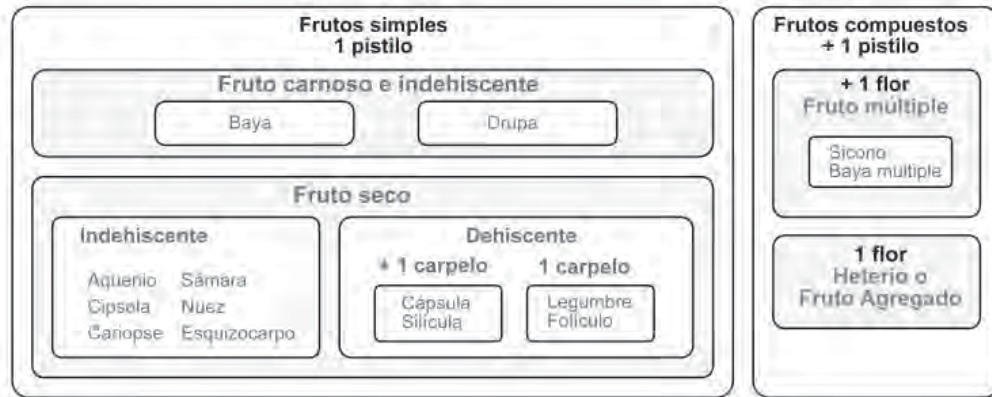 Frutos simples
1 pistilo
Fruto carnoso e indehiscente
Baya
Drupa
Fruto seco
Indehiscente
Aquenio Sámara
Cipsola Nuez
Cariopse Esquizocarpo
Dehiscente
+ 1 carpelo
Cápsula
Silícula
1 carpelo
Legumbre
Folículo
Frutos compuestos
+ 1 pistilo
+ 1 flor
Fruto múltiple
Sicono
Baya múltiple
1 flor
Heterio o
Fruto Agregado